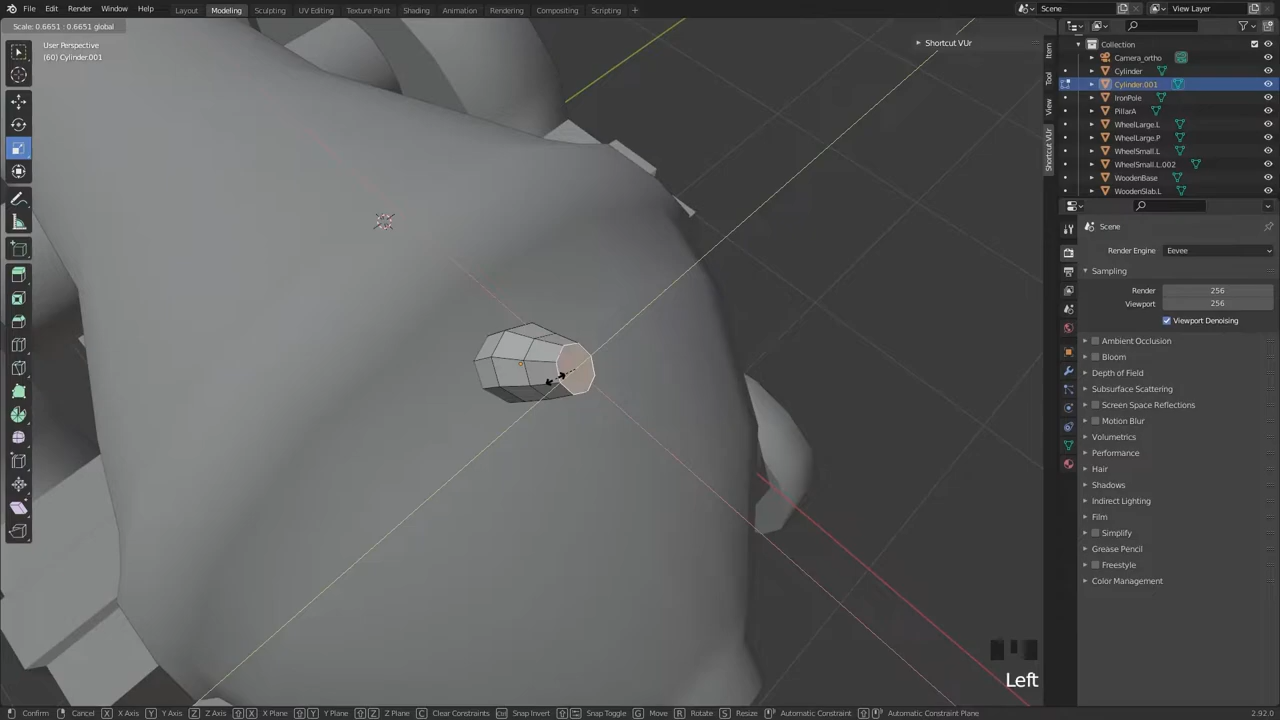 File Edit Render Window Help Layout Modeling Sculpting UV Editing Texture Paint Shading Animation Rendering Compositing Scripting + Scene View Layer
Scale: 0.6651 : 0.6651 global
User Perspective
(60) Cylinder.001
Shortcut VUr
Item
Tool
View
Shortcut VUr
Collection
Camera_ortho
Cylinder
Cylinder.001
IronPole
PillarA
WheelLarge.L
WheelLarge.P
WheelSmall.L
WheelSmall.L.002
WoodenBase
WoodenSlab.L
Scene
Render Engine Eevee
Sampling
Render 256
Viewport 256
Viewport Denoising
Ambient Occlusion
Bloom
Depth of Field
Subsurface Scattering
Screen Space Reflections
Motion Blur
Volumetrics
Performance
Hair
Shadows
Indirect Lighting
Film
Simplify
Grease Pencil
Freestyle
Color Management
Left
Confirm Cancel X X Axis Y Y Axis Z Z Axis X X Plane Y Y Plane Z Z Plane C Clear Constraints Snap Invert Snap Toggle G Move R Rotate S Resize Automatic Constraint Automatic Constraint Plane 2.92.0